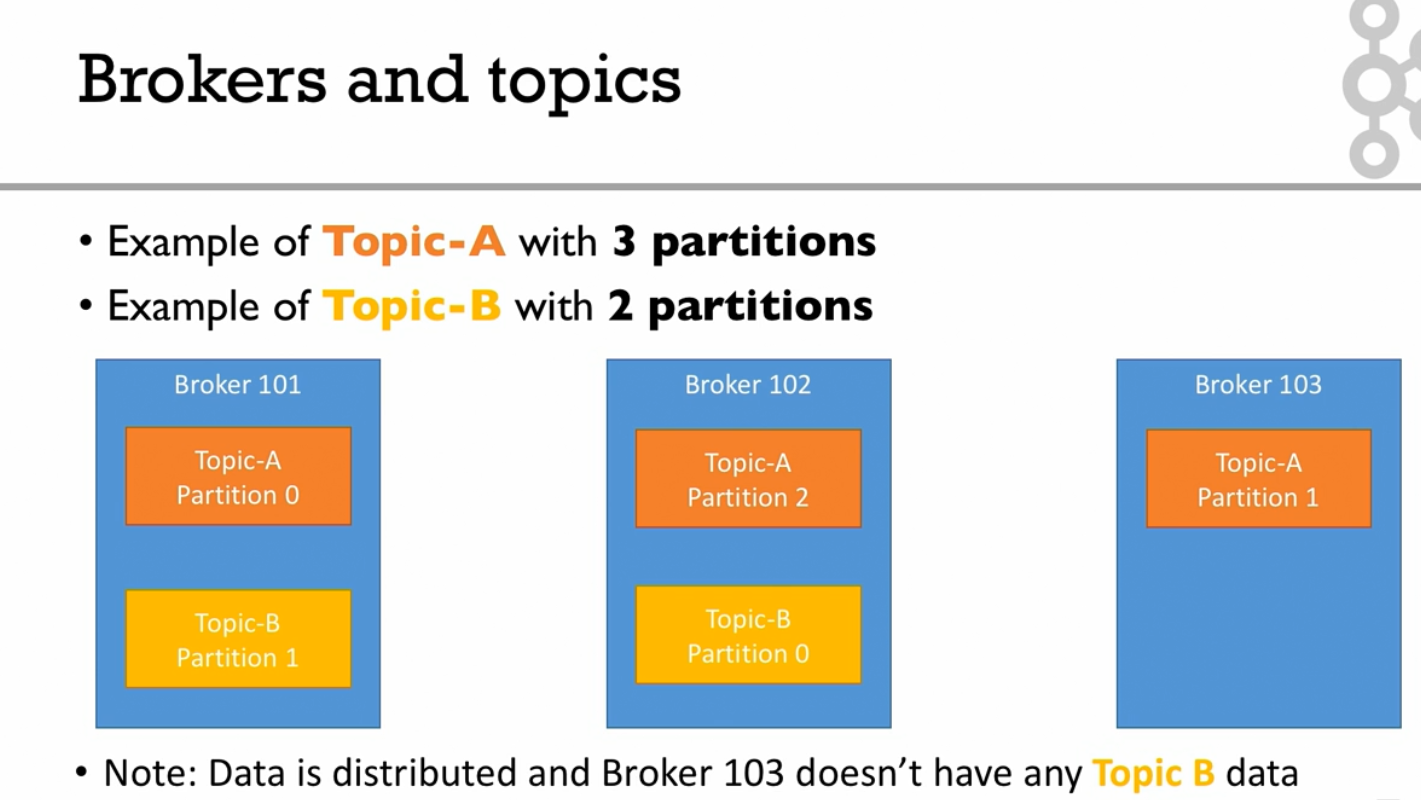 Brokers and topics
• Example of Topic-A with 3 partitions
• Example of Topic-B with 2 partitions
Broker 101
Topic-A
Partition 0
Topic-B
Partition 1
Broker 102
Topic-A
Partition 2
Topic-B
Partition 0
Broker 103
Topic-A
Partition 1
• Note: Data is distributed and Broker 103 doesn’t have any Topic B data